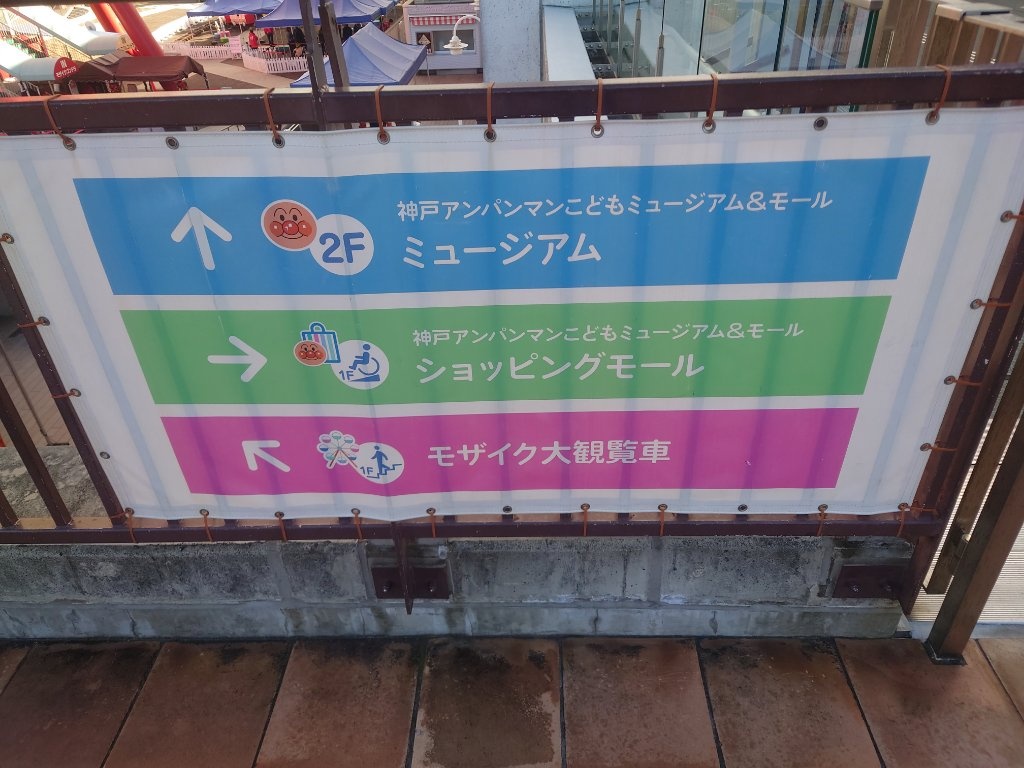 神戸アンパンマンこどもミュージアム&モール
2F
ミュージアム
神戸アンパンマンこどもミュージアム&モール
1F
ショッピングモール
1F
モザイク大観覧車